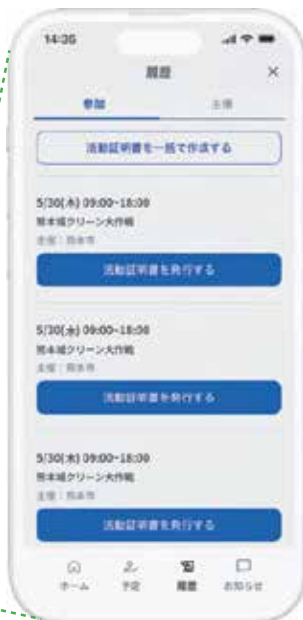 14:35
履歴
×
参加 主催
活動証明書を一括で作成する
5/30(木) 09:00~18:00
熊本城クリーン大作戦
主催：熊本市
活動証明書を発行する
5/30(木) 09:00~18:00
熊本城クリーン大作戦
主催：熊本市
活動証明書を発行する
5/30(木) 09:00~18:00
熊本城クリーン大作戦
主催：熊本市
活動証明書を発行する
ホーム 予定 履歴 お知らせ